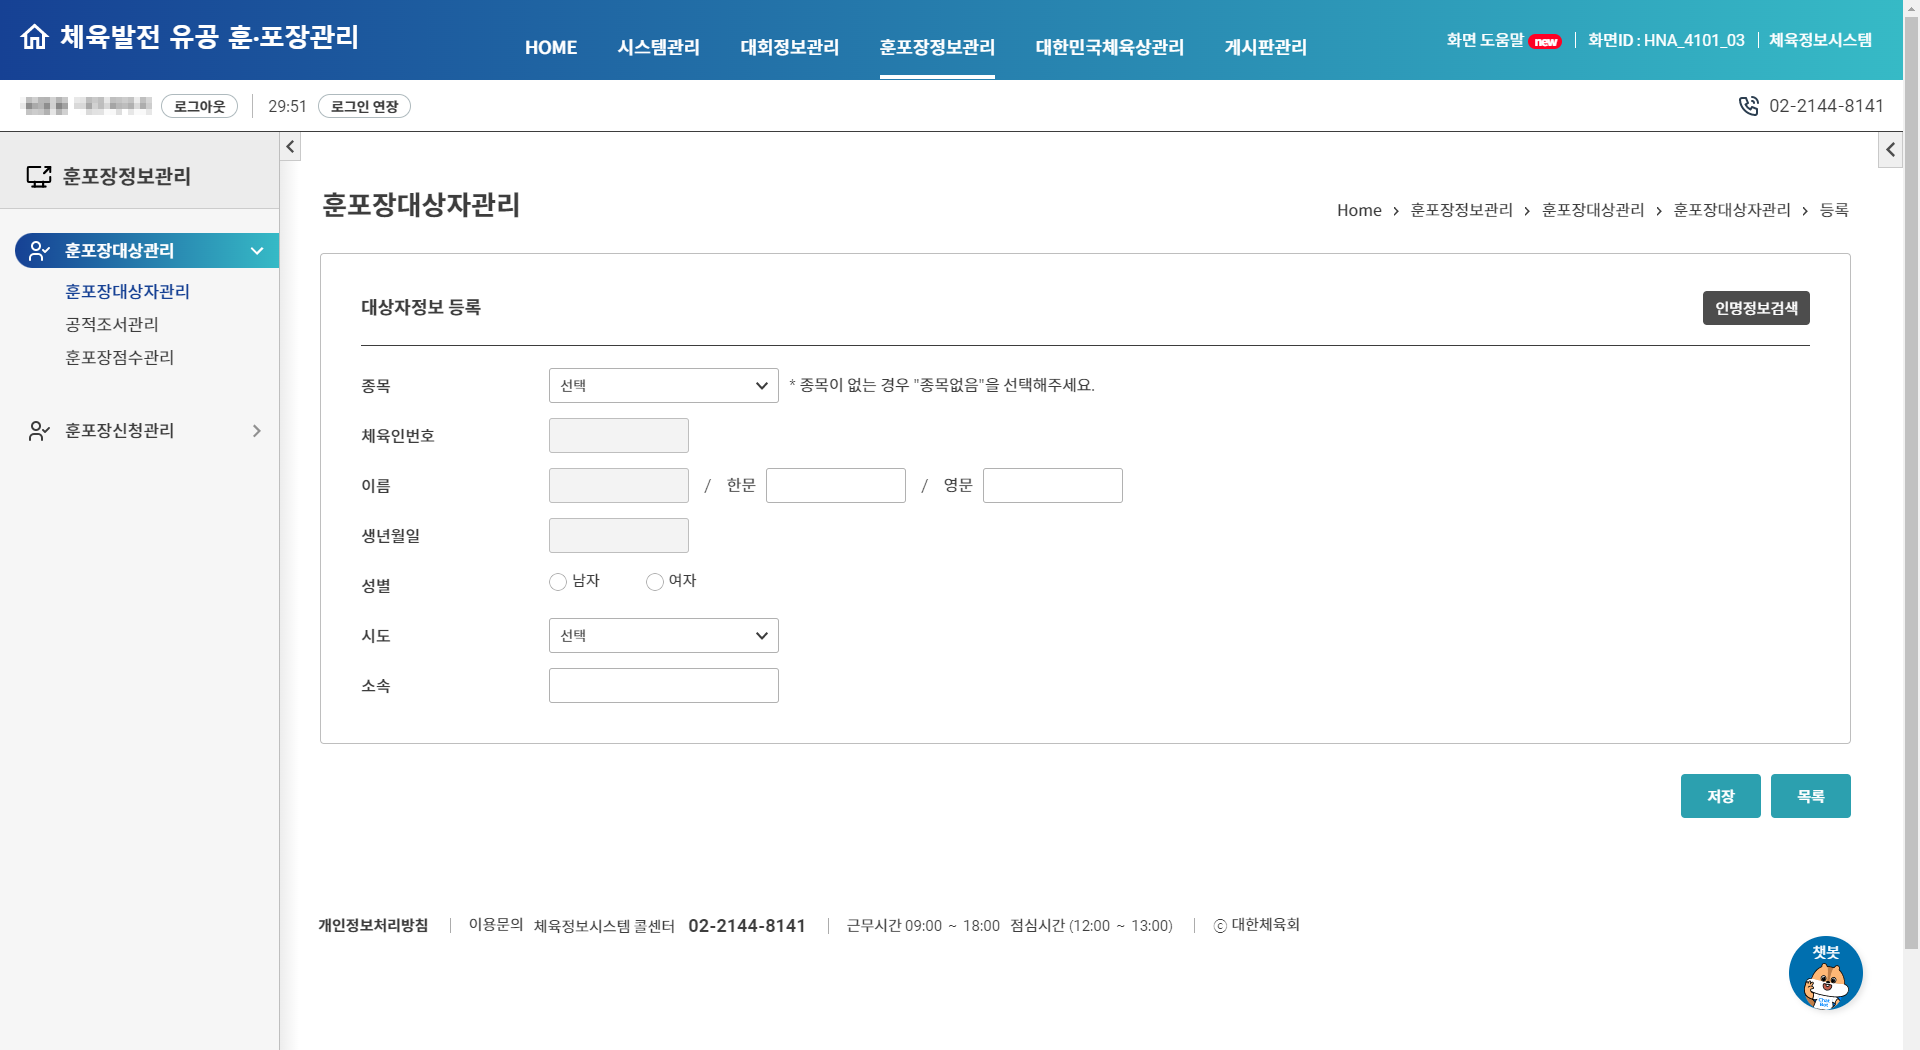 체육발전 유공 훈·포장관리
HOME 시스템관리 대회정보관리 훈포장정보관리 대한민국체육상관리 게시판관리
화면 도움말 new 화면ID : HNA_4101_03 체육정보시스템
로그아웃 29:51 로그인 연장
02-2144-8141
훈포장정보관리
훈포장대상관리
훈포장대상자관리
공적조서관리
훈포장점수관리
훈포장신청관리
훈포장대상자관리
Home > 훈포장정보관리 > 훈포장대상관리 > 훈포장대상자관리 > 등록
대상자정보 등록
인명정보검색
종목 선택 * 종목이 없는 경우 "종목없음"을 선택해주세요.
체육인번호
이름 / 한문 / 영문
생년월일
성별 남자 여자
시도 선택
소속
저장 목록
개인정보처리방침 이용문의 체육정보시스템 콜센터 02-2144-8141 근무시간 09:00 ~ 18:00 점심시간 (12:00 ~ 13:00) ⓒ 대한체육회
챗봇
Chat Bot